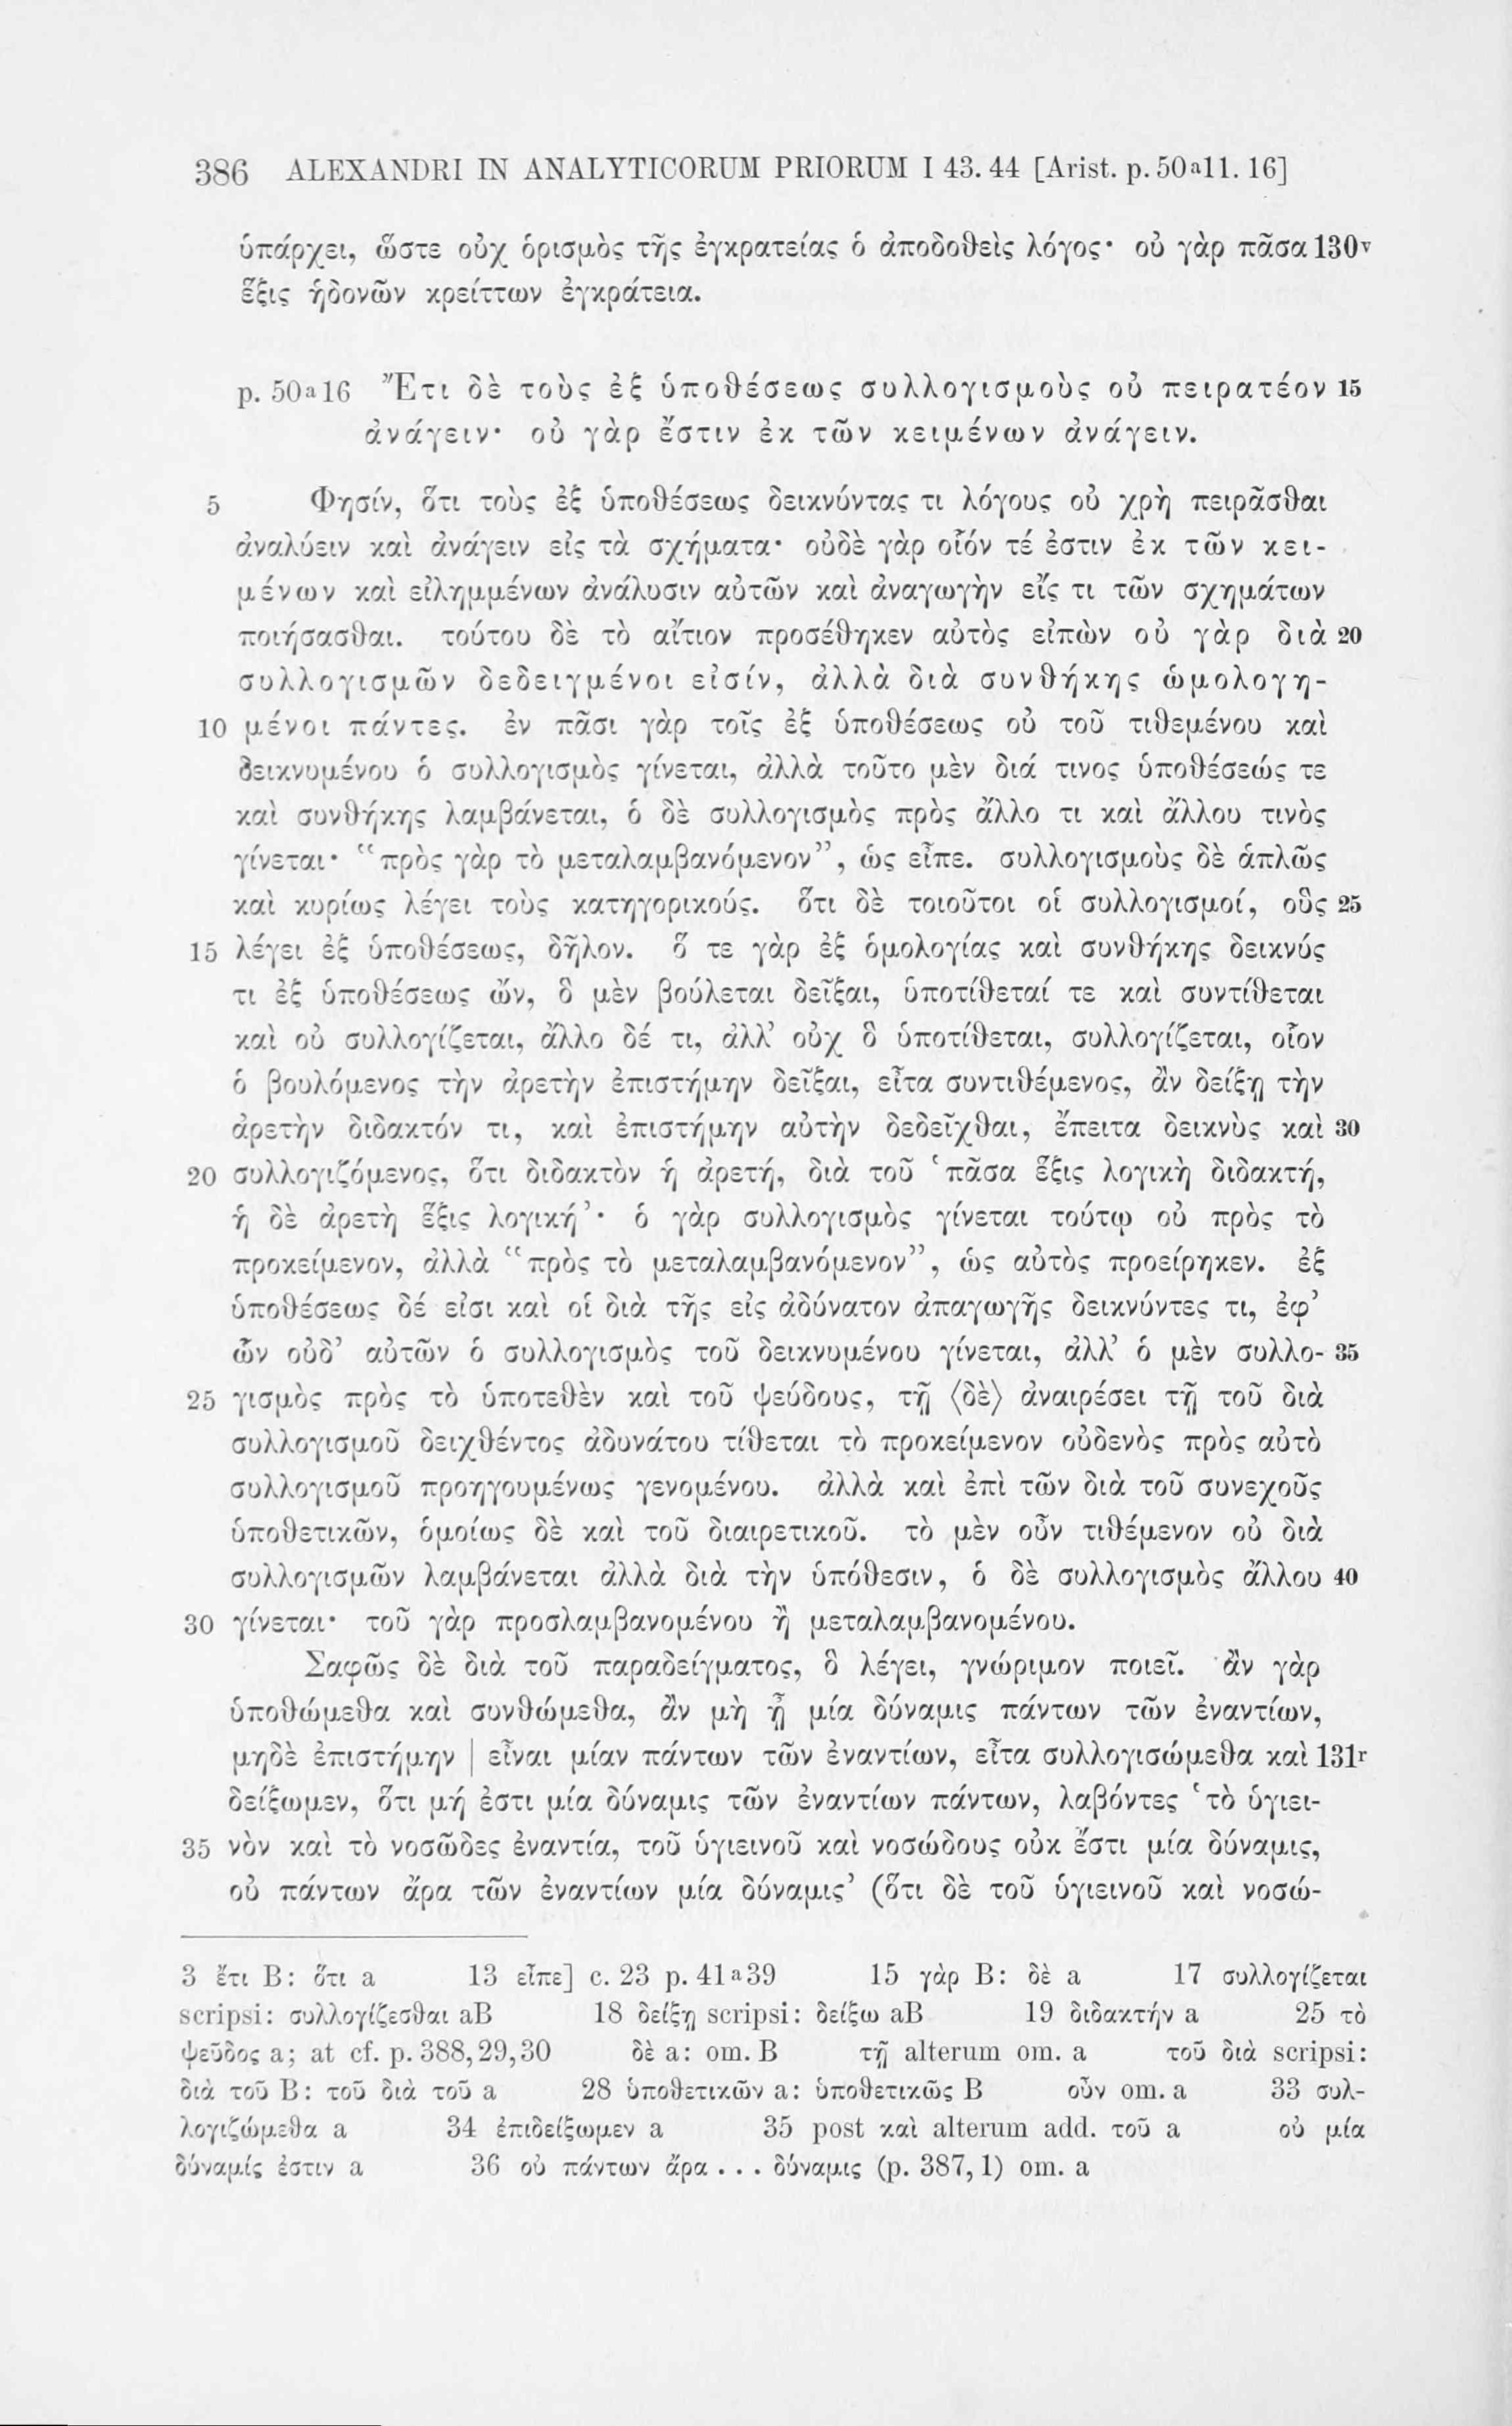 386 ALEXANDRI IN ANALYTICORUM PRIORUM I 43. 44 [Arist. p. 50a11. 16]
ὑπάρχει, ὥστε οὐχ ὁρισμὸς τῆς ἐγκρατείας ὁ ἀποδοθεὶς λόγος· οὐ γὰρ πᾶσα 130v
ἕξις ἡδονῶν κρείττων ἐγκράτεια.
p. 50a16 Ἔτι δὲ τοὺς ἐξ ὑποθέσεως συλλογισμοὺς οὐ πειρατέον 15
ἀνάγειν· οὐ γὰρ ἔστιν ἐκ τῶν κειμένων ἀνάγειν.
5 Φησίν, ὅτι τοὺς ἐξ ὑποθέσεως δεικνύντας τι λόγους οὐ χρὴ πειρᾶσθαι
ἀναλύειν καὶ ἀνάγειν εἰς τὰ σχήματα· οὐδὲ γὰρ οἷόν τέ ἐστιν ἐκ τῶν κει-
μένων καὶ εἰλημμένων ἀνάλυσιν αὐτῶν καὶ ἀναγωγὴν εἴς τι τῶν σχημάτων
ποιήσασθαι. τούτου δὲ τὸ αἴτιον προσέθηκεν αὐτὸς εἰπὼν οὐ γὰρ διὰ 20
συλλογισμῶν δεδειγμένοι εἰσίν, ἀλλὰ διὰ συνθήκης ὡμολογη-
10 μένοι πάντες. ἐν πᾶσι γὰρ τοῖς ἐξ ὑποθέσεως οὐ τοῦ τιθεμένου καὶ
δεικνυμένου ὁ συλλογισμὸς γίνεται, ἀλλὰ τοῦτο μὲν διά τινος ὑποθέσεώς τε
καὶ συνθήκης λαμβάνεται, ὁ δὲ συλλογισμὸς πρὸς ἄλλο τι καὶ ἄλλου τινὸς
γίνεται· “πρὸς γὰρ τὸ μεταλαμβανόμενον”, ὡς εἶπε. συλλογισμοὺς δὲ ἁπλῶς
καὶ κυρίως λέγει τοὺς κατηγορικούς. ὅτι δὲ τοιοῦτοι οἱ συλλογισμοί, οὓς 25
15 λέγει ἐξ ὑποθέσεως, δῆλον. ὅ τε γὰρ ἐξ ὁμολογίας καὶ συνθήκης δεικνύς
τι ἐξ ὑποθέσεως ὤν, ὃ μὲν βούλεται δεῖξαι, ὑποτίθεταί τε καὶ συντίθεται
καὶ οὐ συλλογίζεται, ἄλλο δέ τι, ἀλλ’ οὐχ ὃ ὑποτίθεται, συλλογίζεται, οἷον
ὁ βουλόμενος τὴν ἀρετὴν ἐπιστήμην δεῖξαι, εἶτα συντιθέμενος, ἂν δείξῃ τὴν
ἀρετὴν διδακτόν τι, καὶ ἐπιστήμην αὐτὴν δεδεῖχθαι, ἔπειτα δεικνὺς καὶ 30
20 συλλογιζόμενος, ὅτι διδακτὸν ἡ ἀρετή, διὰ τοῦ ‘πᾶσα ἕξις λογικὴ διδακτή,
ἡ δὲ ἀρετὴ ἕξις λογική’· ὁ γὰρ συλλογισμὸς γίνεται τούτῳ οὐ πρὸς τὸ
προκείμενον, ἀλλὰ “πρὸς τὸ μεταλαμβανόμενον”, ὡς αὐτὸς προείρηκεν. ἐξ
ὑποθέσεως δέ εἰσι καὶ οἱ διὰ τῆς εἰς ἀδύνατον ἀπαγωγῆς δεικνύντες τι, ἐφ’
ὧν οὐδ’ αὐτῶν ὁ συλλογισμὸς τοῦ δεικνυμένου γίνεται, ἀλλ’ ὁ μὲν συλλο- 35
25 γισμὸς πρὸς τὸ ὑποτεθὲν καὶ τοῦ ψεύδους, τῇ ⟨δὲ⟩ ἀναιρέσει τῇ τοῦ διὰ
συλλογισμοῦ δειχθέντος ἀδυνάτου τίθεται τὸ προκείμενον οὐδενὸς πρὸς αὐτὸ
συλλογισμοῦ προηγουμένως γενομένου. ἀλλὰ καὶ ἐπὶ τῶν διὰ τοῦ συνεχοῦς
ὑποθετικῶν, ὁμοίως δὲ καὶ τοῦ διαιρετικοῦ. τὸ μὲν οὖν τιθέμενον οὐ διὰ
συλλογισμῶν λαμβάνεται ἀλλὰ διὰ τὴν ὑπόθεσιν, ὁ δὲ συλλογισμὸς ἄλλου 40
30 γίνεται· τοῦ γὰρ προσλαμβανομένου ἢ μεταλαμβανομένου.
Σαφῶς δὲ διὰ τοῦ παραδείγματος, ὃ λέγει, γνώριμον ποιεῖ. ἂν γὰρ
ὑποθώμεθα καὶ συνθώμεθα, ἂν μὴ ᾖ μία δύναμις πάντων τῶν ἐναντίων,
μηδὲ ἐπιστήμην | εἶναι μίαν πάντων τῶν ἐναντίων, εἶτα συλλογισώμεθα καὶ 131r
δείξωμεν, ὅτι μή ἐστι μία δύναμις τῶν ἐναντίων πάντων, λαβόντες ‘τὸ ὑγιει-
35 νὸν καὶ τὸ νοσῶδες ἐναντία, τοῦ ὑγιεινοῦ καὶ νοσώδους οὐκ ἔστι μία δύναμις,
οὐ πάντων ἄρα τῶν ἐναντίων μία δύναμις’ (ὅτι δὲ τοῦ ὑγιεινοῦ καὶ νοσώ-
3 ἔτι B: ὅτι a 13 εἶπε] c. 23 p. 41a39 15 γὰρ B: δὲ a 17 συλλογίζεται
scripsi: συλλογίζεσθαι aB 18 δείξῃ scripsi: δείξω aB 19 διδακτήν a 25 τὸ
ψεῦδος a; at cf. p. 388,29,30 δὲ a: om. B τῇ alterum om. a τοῦ διὰ scripsi:
διὰ τοῦ B: τοῦ διὰ τοῦ a 28 ὑποθετικῶν a: ὑποθετικῶς B οὖν om. a 33 συλ-
λογιζώμεθα a 34 ἐπιδείξωμεν a 35 post καὶ alterum add. τοῦ a οὐ μία
δύναμίς ἐστιν a 36 οὐ πάντων ἄρα . . . δύναμις (p. 387, 1) om. a